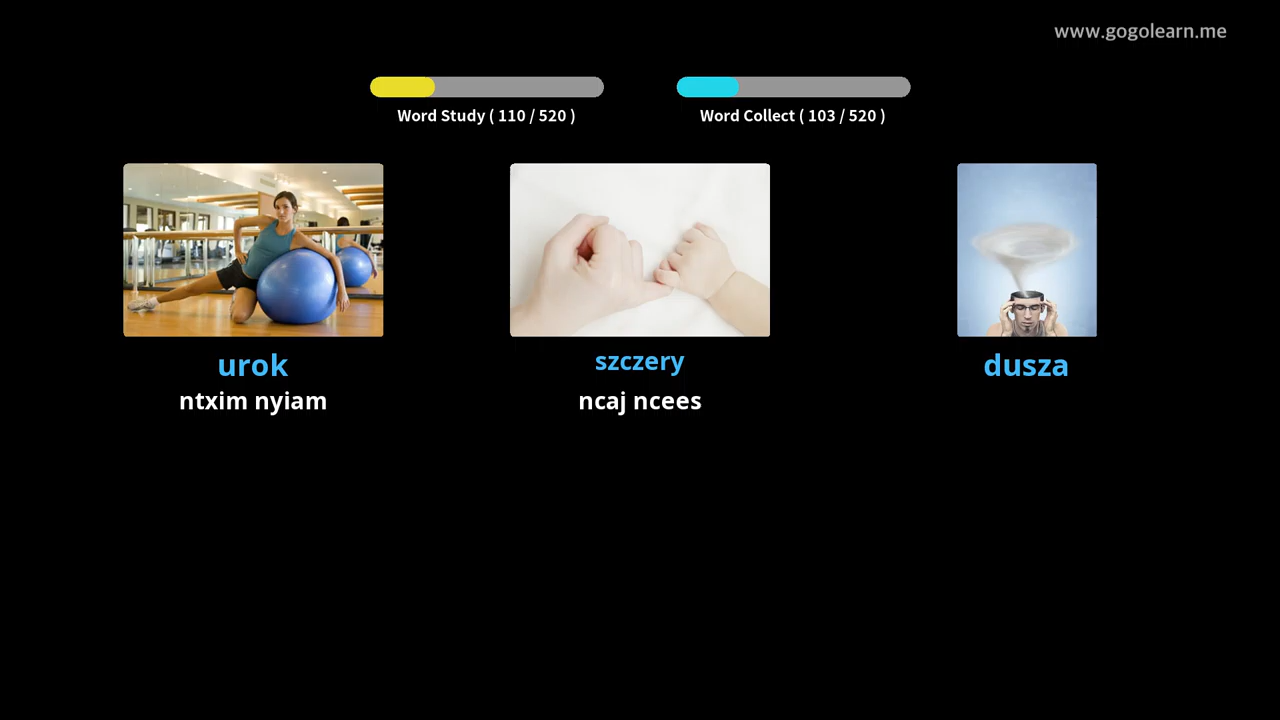 www.gogolearn.me
Word Study ( 110 / 520 )
Word Collect ( 103 / 520 )
urok
ntxim nyiam
szczery
ncaj ncees
dusza